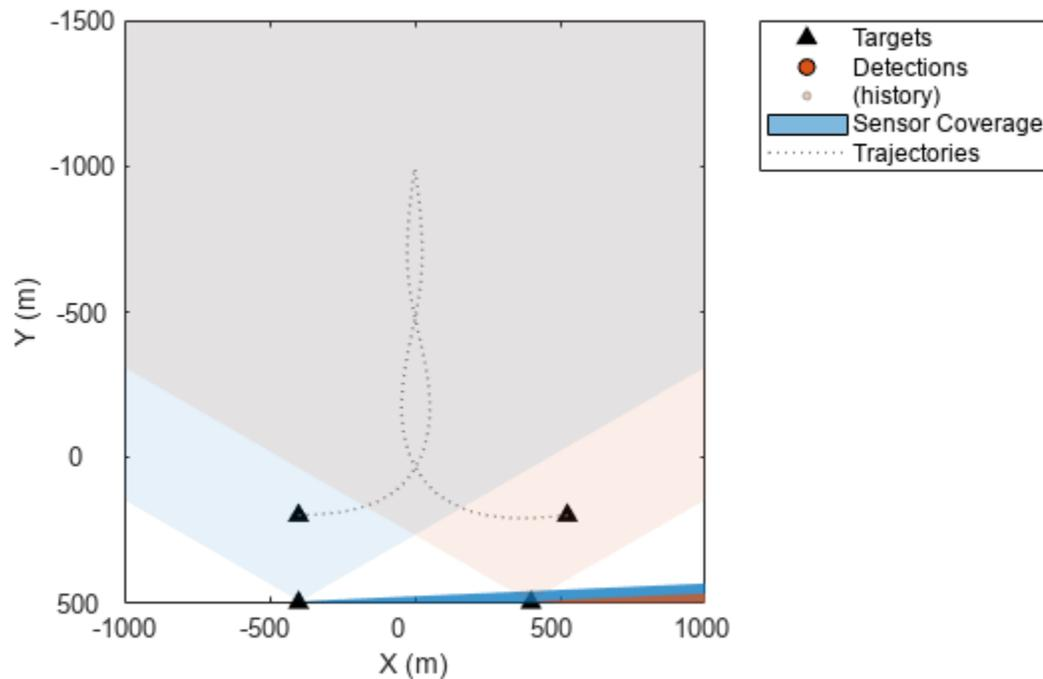 -1500
-1000
-500
0
500
Y (m)
-1000
-500
0
500
1000
X (m)
Targets
Detections
(history)
Sensor Coverage
Trajectories